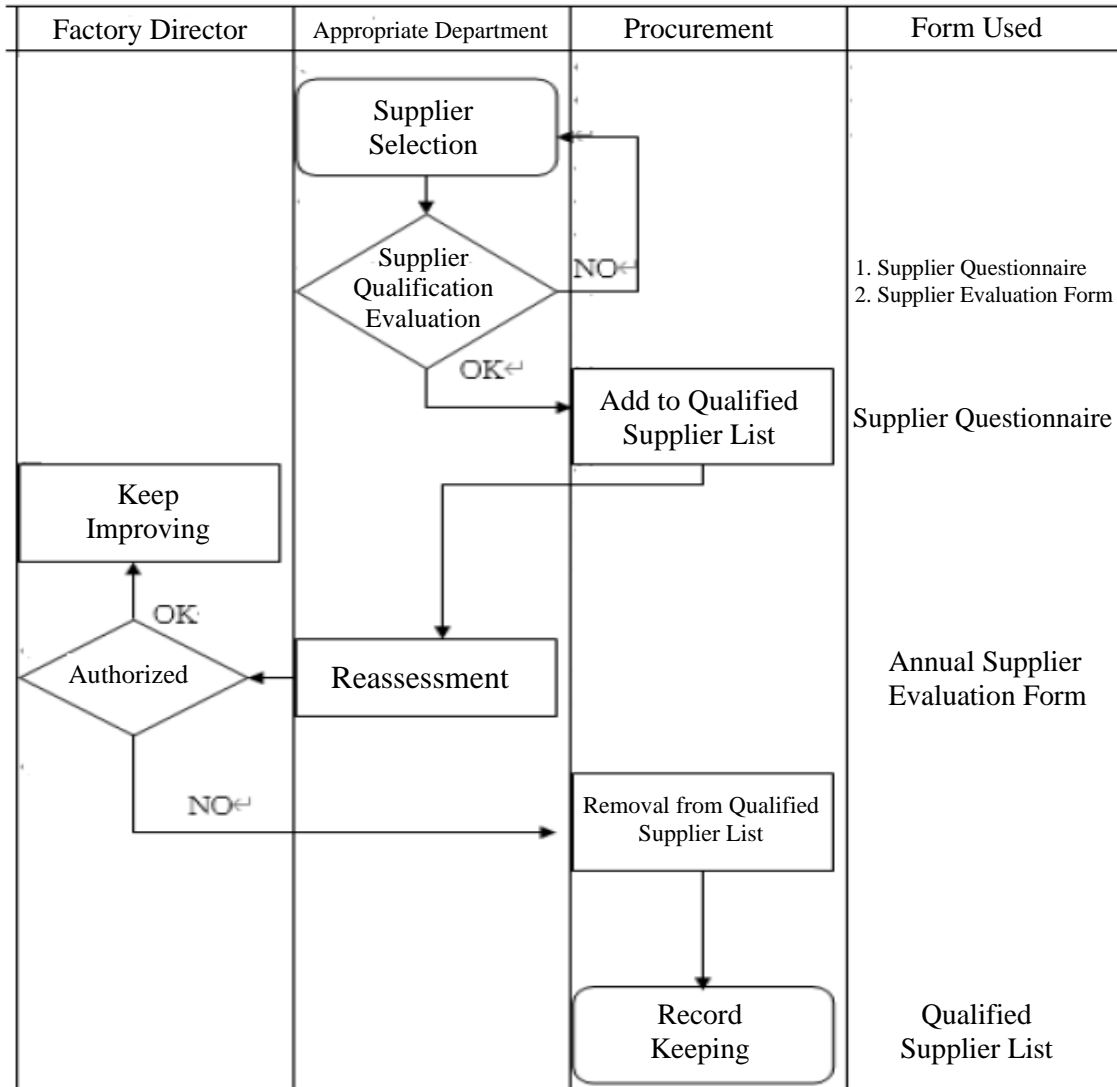 Factory Director
Appropriate Department
Procurement
Form Used
Supplier
Selection
Supplier
Qualification
Evaluation
NO↵
1. Supplier Questionnaire
2. Supplier Evaluation Form
OK↵
Add to Qualified
Supplier List
Supplier Questionnaire
Keep
Improving
OK
Authorized
Reassessment
Annual Supplier
Evaluation Form
NO↵
Removal from Qualified
Supplier List
Record
Keeping
Qualified
Supplier List